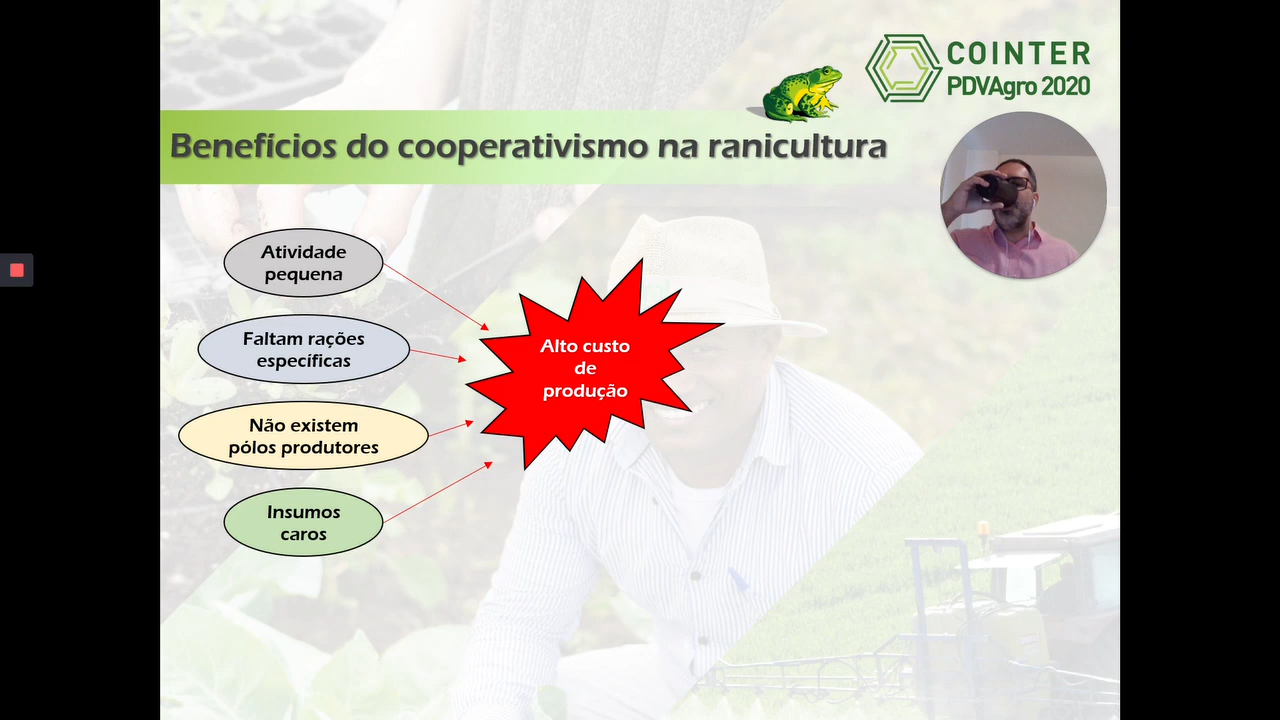 COINTER
PDVAgro 2020
Benefícios do cooperativismo na ranicultura
Atividade
pequena
Faltam rações
específicas
Não existem
pólos produtores
Insumos
caros
Alto custo
de
produção